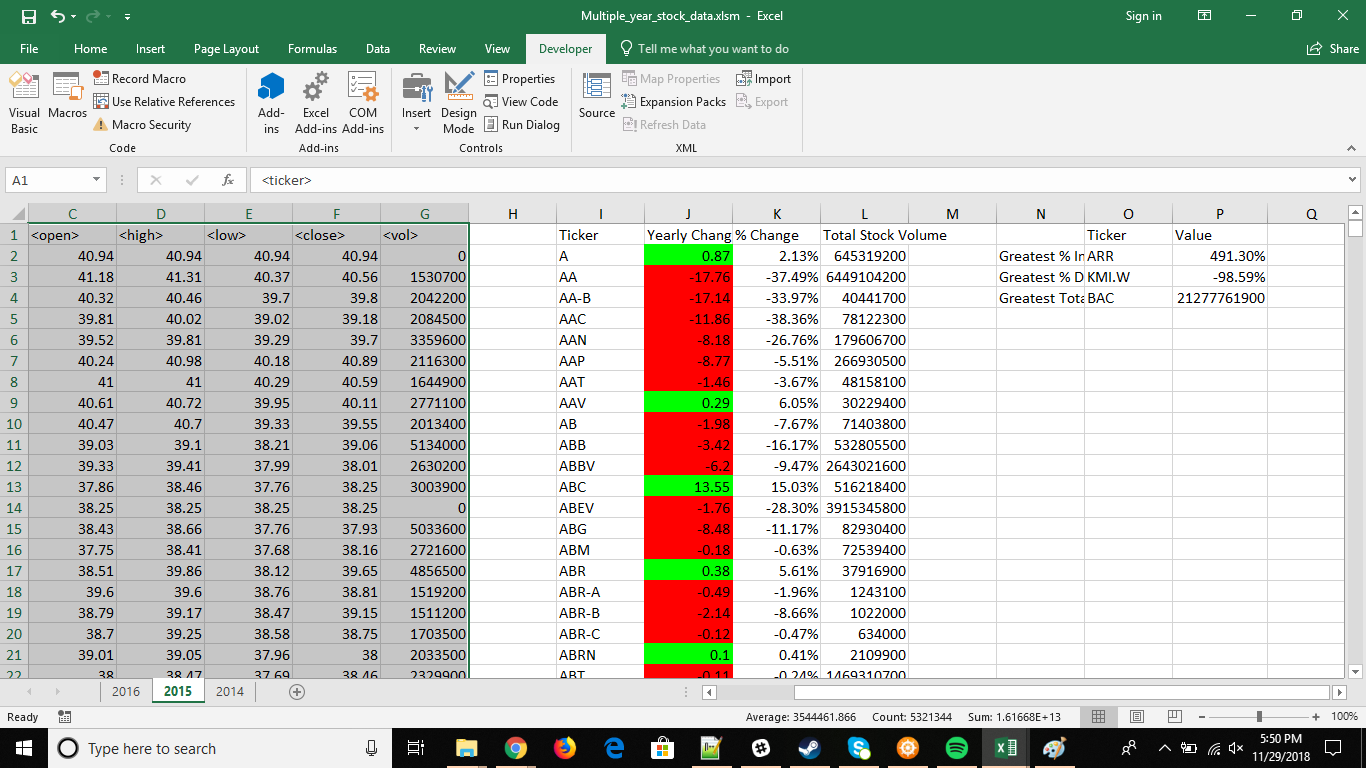 Multiple_year_stock_data.xlsm - Excel
Sign in
File Home Insert Page Layout Formulas Data Review View Developer Tell me what you want to do Share
Visual Basic
Macros
Record Macro
Use Relative References
Macro Security
Code
Add-ins
Excel Add-ins
COM Add-ins
Add-ins
Insert
Design Mode
Properties
View Code
Run Dialog
Controls
Source
Map Properties
Expansion Packs
Refresh Data
Import
Export
XML
A1 fx <ticker>
C D E F G H I J K L M N O P Q
1 <open> <high> <low> <close> <vol> Ticker Yearly Chang % Change Total Stock Volume Ticker Value
2 40.94 40.94 40.94 40.94 0 A 0.87 2.13% 645319200 Greatest % In ARR 491.30%
3 41.18 41.31 40.37 40.56 1530700 AA -17.76 -37.49% 6449104200 Greatest % D KMI.W -98.59%
4 40.32 40.46 39.7 39.8 2042200 AA-B -17.14 -33.97% 40441700 Greatest Tota BAC 21277761900
5 39.81 40.02 39.02 39.18 2084500 AAC -11.86 -38.36% 78122300
6 39.52 39.81 39.29 39.7 3359600 AAN -8.18 -26.76% 179606700
7 40.24 40.98 40.18 40.89 2116300 AAP -8.77 -5.51% 266930500
8 41 41 40.29 40.59 1644900 AAT -1.46 -3.67% 48158100
9 40.61 40.72 39.95 40.11 2771100 AAV 0.29 6.05% 30229400
10 40.47 40.7 39.33 39.55 2013400 AB -1.98 -7.67% 71403800
11 39.03 39.1 38.21 39.06 5134000 ABB -3.42 -16.17% 532805500
12 39.33 39.41 37.99 38.01 2630200 ABBV -6.2 -9.47% 2643021600
13 37.86 38.46 37.76 38.25 3003900 ABC 13.55 15.03% 516218400
14 38.25 38.25 38.25 38.25 0 ABEV -1.76 -28.30% 3915345800
15 38.43 38.66 37.76 37.93 5033600 ABG -8.48 -11.17% 82930400
16 37.75 38.41 37.68 38.16 2721600 ABM -0.18 -0.63% 72539400
17 38.51 39.86 38.12 39.65 4856500 ABR 0.38 5.61% 37916900
18 39.6 39.6 38.76 38.81 1519200 ABR-A -0.49 -1.96% 1243100
19 38.79 39.17 38.47 39.15 1511200 ABR-B -2.14 -8.66% 1022000
20 38.7 39.25 38.58 38.75 1703500 ABR-C -0.12 -0.47% 634000
21 39.01 39.05 37.96 38 2033500 ABRN 0.1 0.41% 2109900
22 38 38.47 37.69 38.46 2329900 ABT -0.11 -0.24% 1469310700
2016 2015 2014
Ready Average: 3544461.866 Count: 5321344 Sum: 1.61668E+13 100%
Type here to search
5:50 PM
11/29/2018